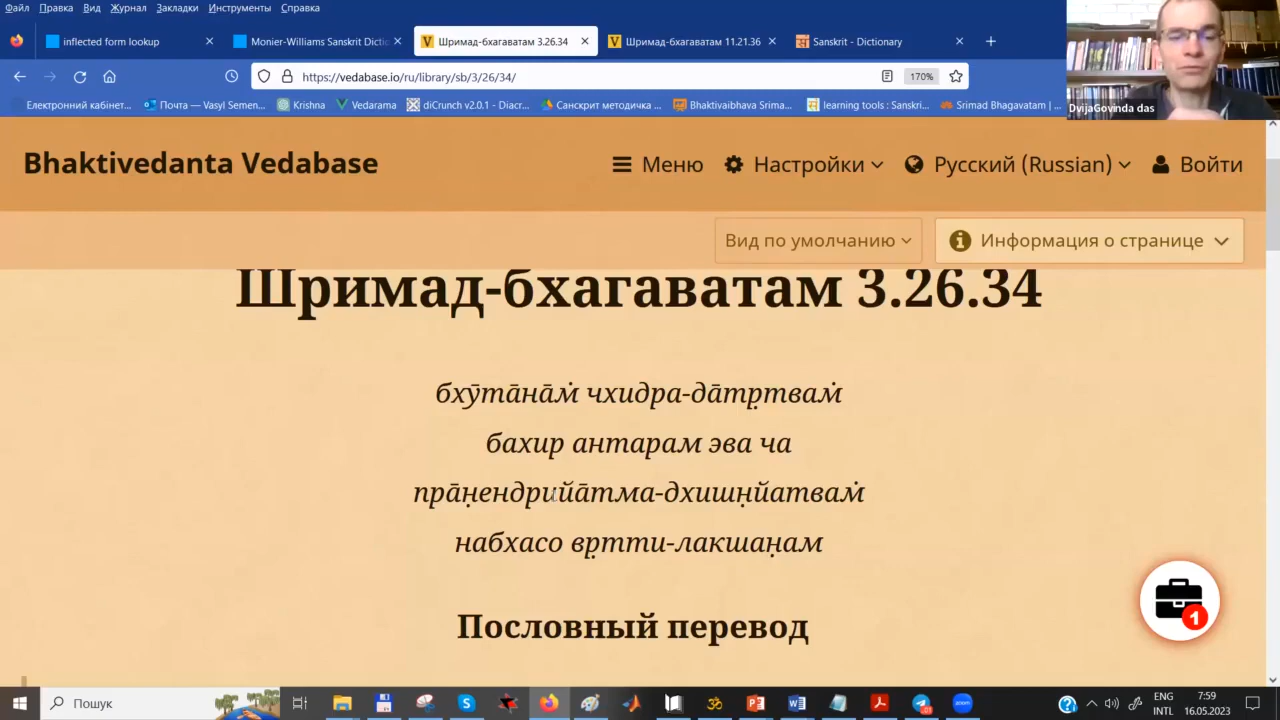 Файл Правка Вид Журнал Закладки Инструменты Справка
inflected form lookup
Monier-Williams Sanskrit Dictic
Шримад-бхагаватам 3.26.34
Шримад-бхагаватам 11.21.36
Sanskrit - Dictionary
https://vedabase.io/ru/library/sb/3/26/34/
170%
Електронний кабінет...
Почта — Vasyl Semen...
Krishna
Vedarama
diCrunch v2.0.1 - Diacr...
Санскрит методичка ...
Bhaktivaibhava Srima...
learning tools : Sanskri...
Srimad Bhagavatam | ...
DvijaGovinda das
Bhaktivedanta Vedabase
Меню
Настройки
Русский (Russian)
Войти
Вид по умолчанию
Информация о странице
Шримад-бхагаватам 3.26.34
бхӯта̄на̄м̇ чхидра-да̄тр̣твам̇
бахир антарам эва ча
пра̄н̣ендрийа̄тма-дхишн̣йатвам̇
набхасо вр̣тти-лакшан̣ам
Пословный перевод
1
Пошук
ENG
INTL
7:59
16.05.2023